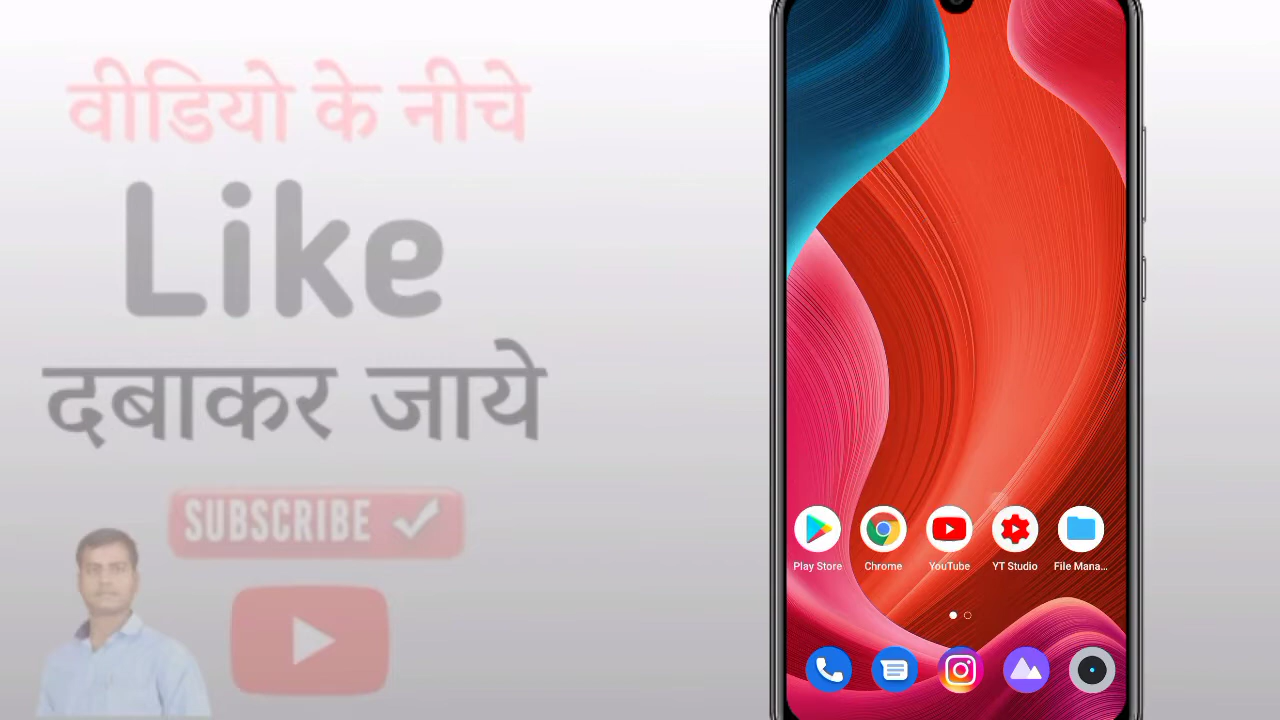 वीडियो के नीचे
Like
दबाकर जाये
SUBSCRIBE
Play Store
Chrome
YouTube
YT Studio
File Mana...